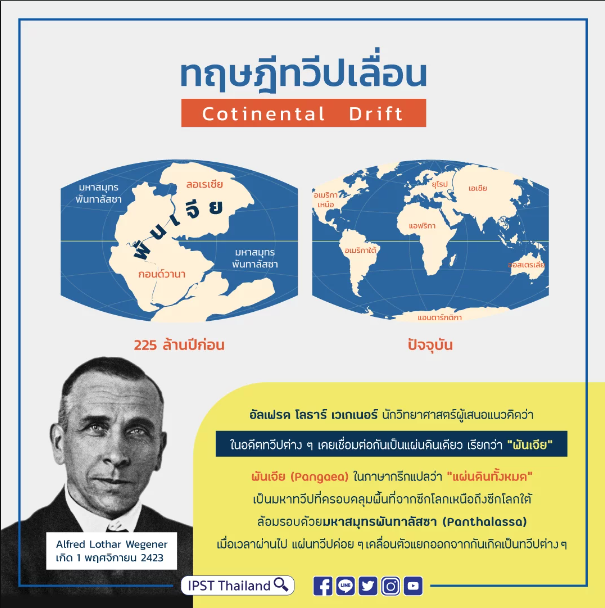 ทฤษฎีทวีปเลื่อน
Cotinental Drift
มหาสมุทร
พันทาลัสซา
ลอเรเซีย
พันเจีย
กอนด์วานา
มหาสมุทร
พันทาลัสซา
อเมริกา
เหนือ
ยุโรป
เอเชีย
แอฟริกา
อเมริกาใต้
ออสเตรเลีย
แอนตาร์กติกา
225 ล้านปีก่อน
ปัจจุบัน
อัลเฟรด โลธาร์ เวเกเนอร์ นักวิทยาศาสตร์ผู้เสนอแนวคิดว่า
ในอดีตทวีปต่าง ๆ เคยเชื่อมต่อกันเป็นแผ่นดินเดียว เรียกว่า "พันเจีย"
พันเจีย (Pangaea) ในภาษากรีกแปลว่า "แผ่นดินทั้งหมด"
เป็นมหาทวีปที่ครอบคลุมพื้นที่จากซีกโลกเหนือถึงซีกโลกใต้
ล้อมรอบด้วยมหาสมุทรพันทาลัสซา (Panthalassa)
เมื่อเวลาผ่านไป แผ่นทวีปค่อย ๆ เคลื่อนตัวแยกออกจากกันเกิดเป็นทวีปต่าง ๆ
Alfred Lothar Wegener
เกิด 1 พฤศจิกายน 2423
IPST Thailand
LINE